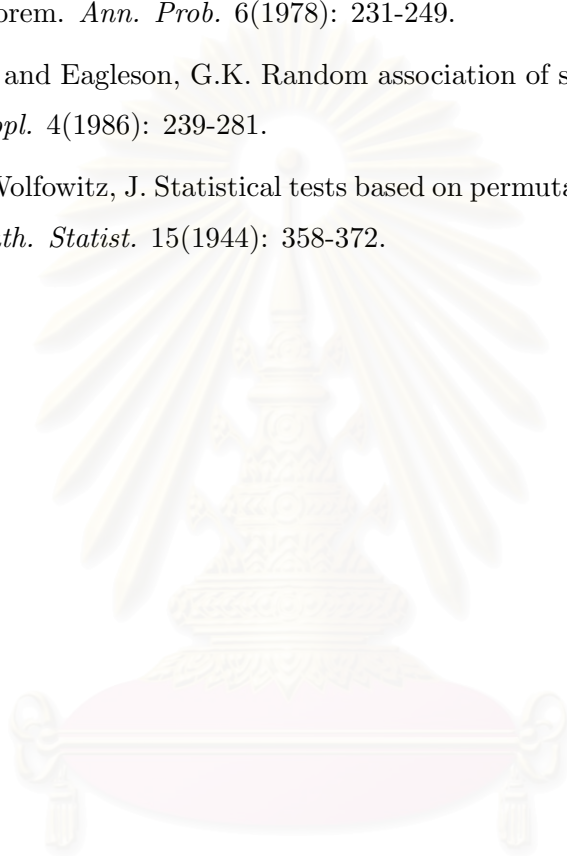 orem. Ann. Prob. 6(1978): 231-249.
and Eagleson, G.K. Random association of s
ppl. 4(1986): 239-281.
Wolfowitz, J. Statistical tests based on permuta
th. Statist. 15(1944): 358-372.